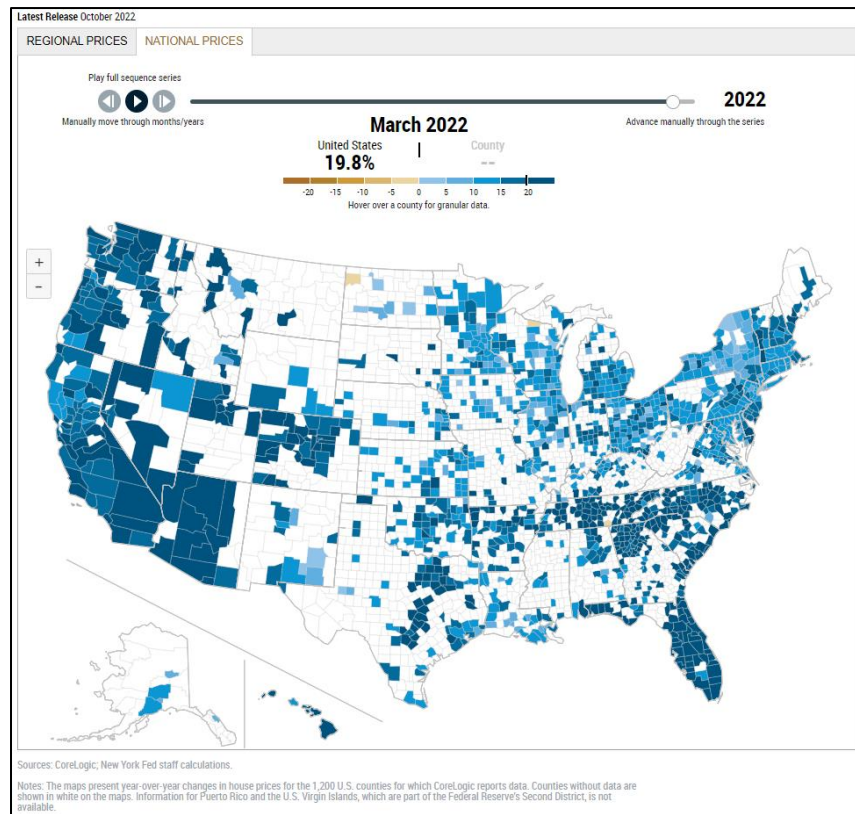 Latest Release October 2022
REGIONAL PRICES NATIONAL PRICES
Play full sequence series
2022
Manually move through months/years
Advance manually through the series
March 2022
United States County
19.8% --
-20 -15 -10 -5 0 5 10 15 20
Hover over a county for granular data.
+
−
Sources: CoreLogic; New York Fed staff calculations.
Notes: The maps present year-over-year changes in house prices for the 1,200 U.S. counties for which CoreLogic reports data. Counties without data are
shown in white on the maps. Information for Puerto Rico and the U.S. Virgin Islands, which are part of the Federal Reserve's Second District, is not
available.